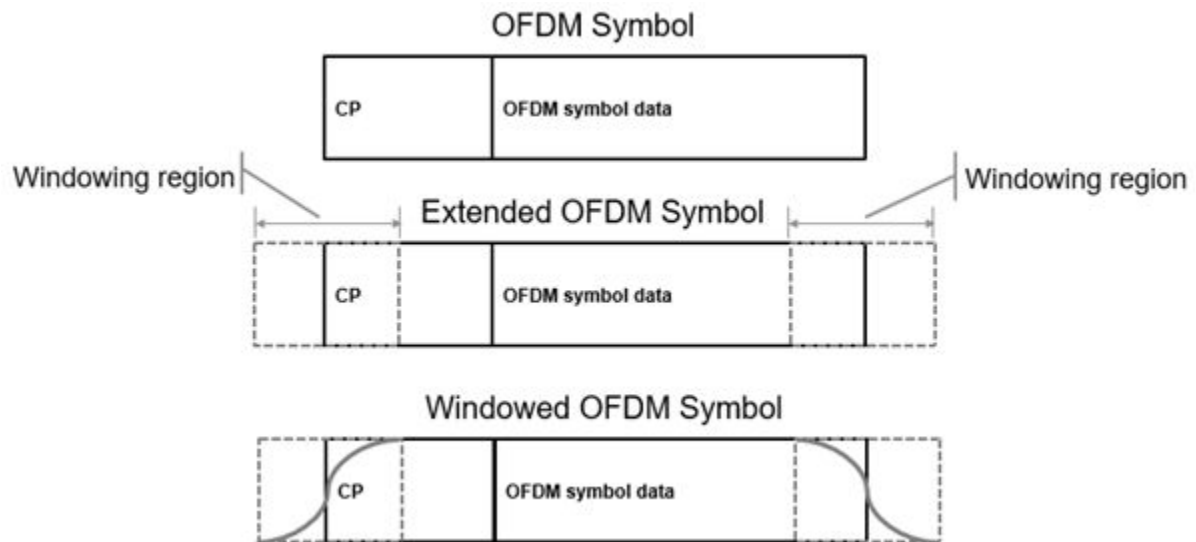 OFDM Symbol
CP
OFDM symbol data
Windowing region
Windowing region
Extended OFDM Symbol
CP
OFDM symbol data
Windowed OFDM Symbol
CP
OFDM symbol data